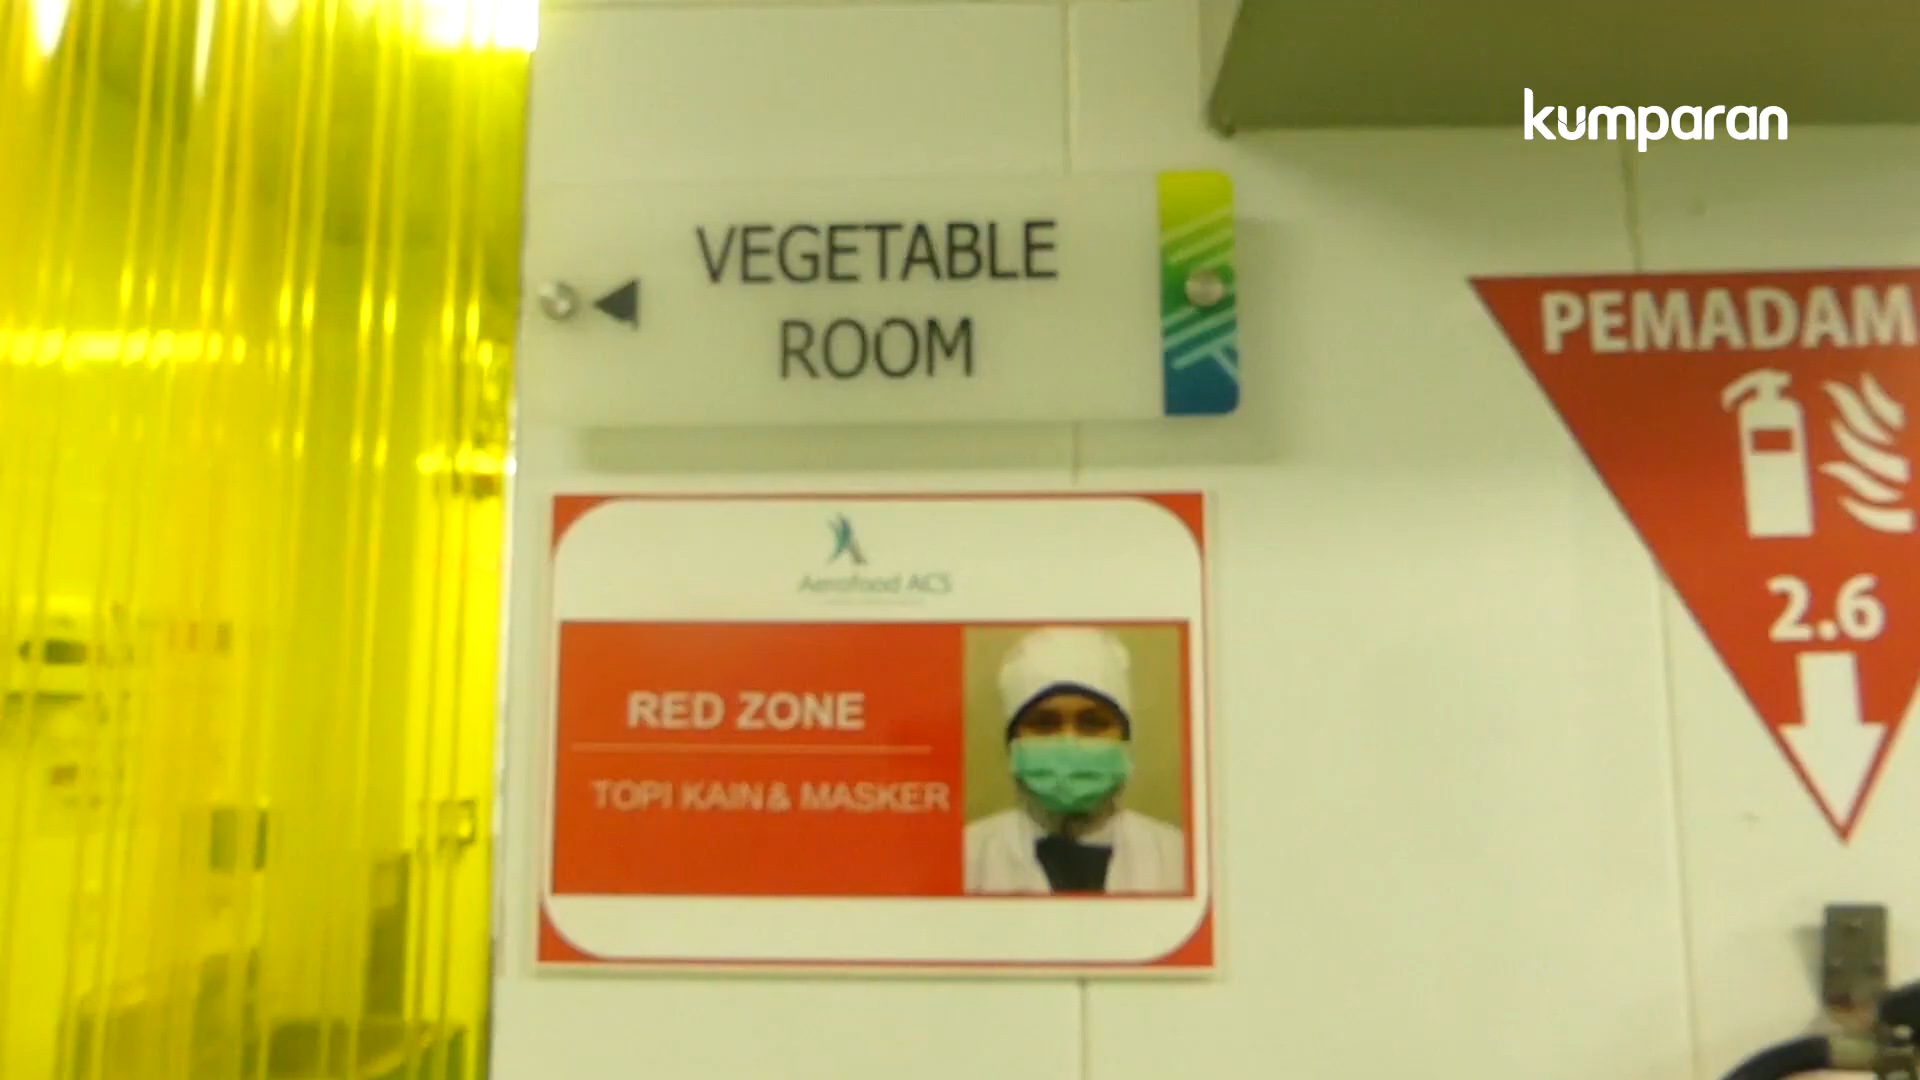 kumparan
VEGETABLE
ROOM
PEMADAM
2.6
Aerofood ACS
RED ZONE
TOPI KAIN & MASKER